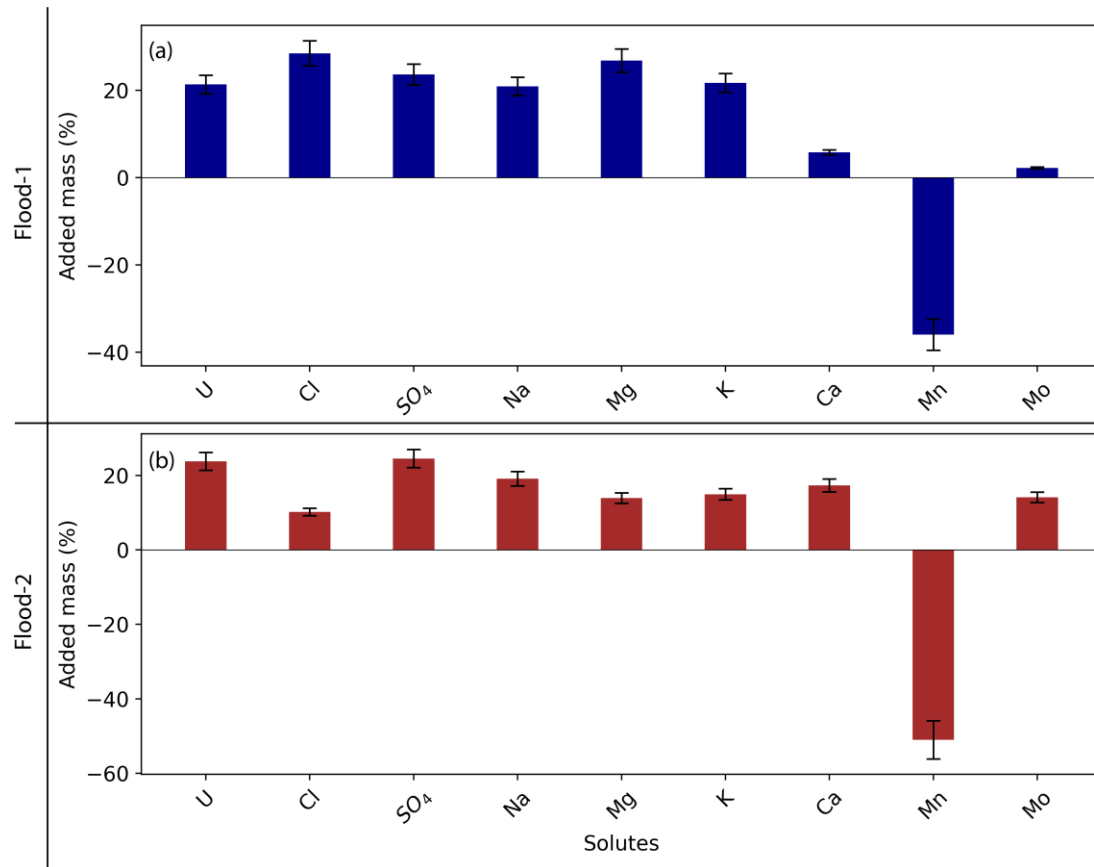 Flood-1
(a)
Added mass (%)
20
0
−20
−40
U Cl SO₄ Na Mg K Ca Mn Mo
Flood-2
(b)
Added mass (%)
20
0
−20
−40
−60
U Cl SO₄ Na Mg K Ca Mn Mo
Solutes